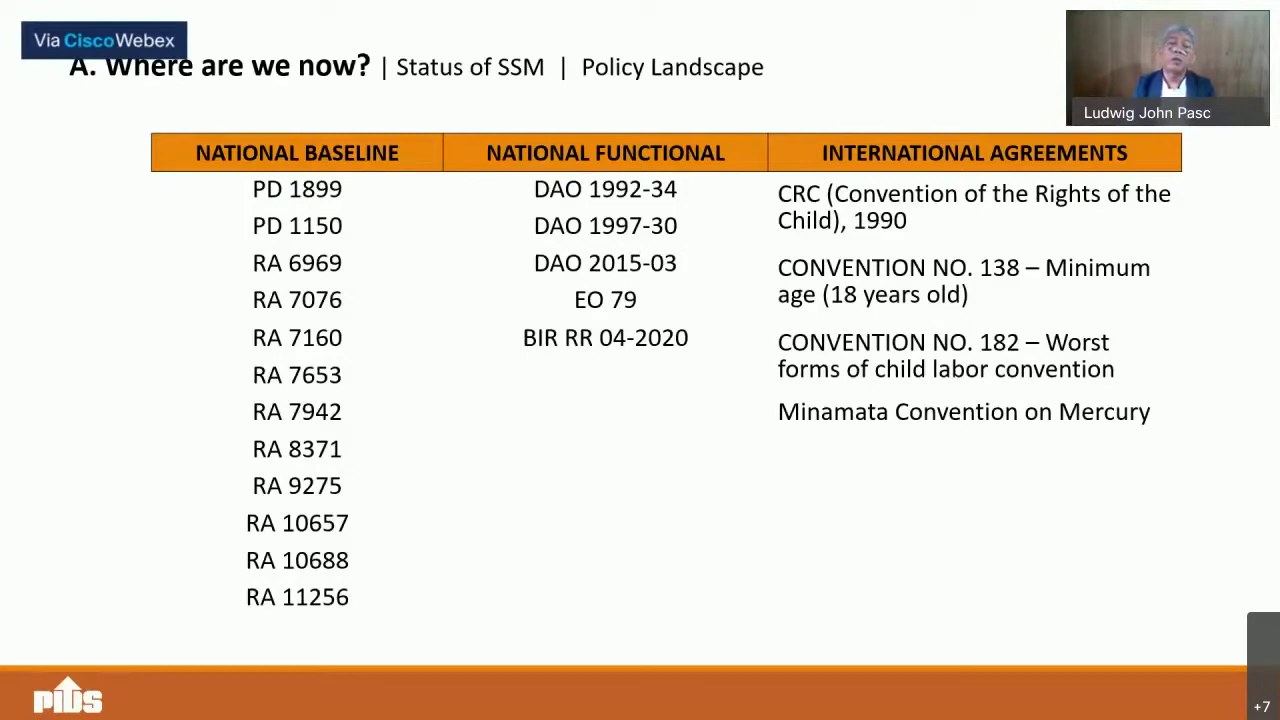 Via CiscoWebex
A. Where are we now? | Status of SSM | Policy Landscape
Ludwig John Pasc
NATIONAL BASELINE
PD 1899
PD 1150
RA 6969
RA 7076
RA 7160
RA 7653
RA 7942
RA 8371
RA 9275
RA 10657
RA 10688
RA 11256
NATIONAL FUNCTIONAL
DAO 1992-34
DAO 1997-30
DAO 2015-03
EO 79
BIR RR 04-2020
INTERNATIONAL AGREEMENTS
CRC (Convention of the Rights of the
Child), 1990
CONVENTION NO. 138 – Minimum
age (18 years old)
CONVENTION NO. 182 – Worst
forms of child labor convention
Minamata Convention on Mercury
PIDS
+7